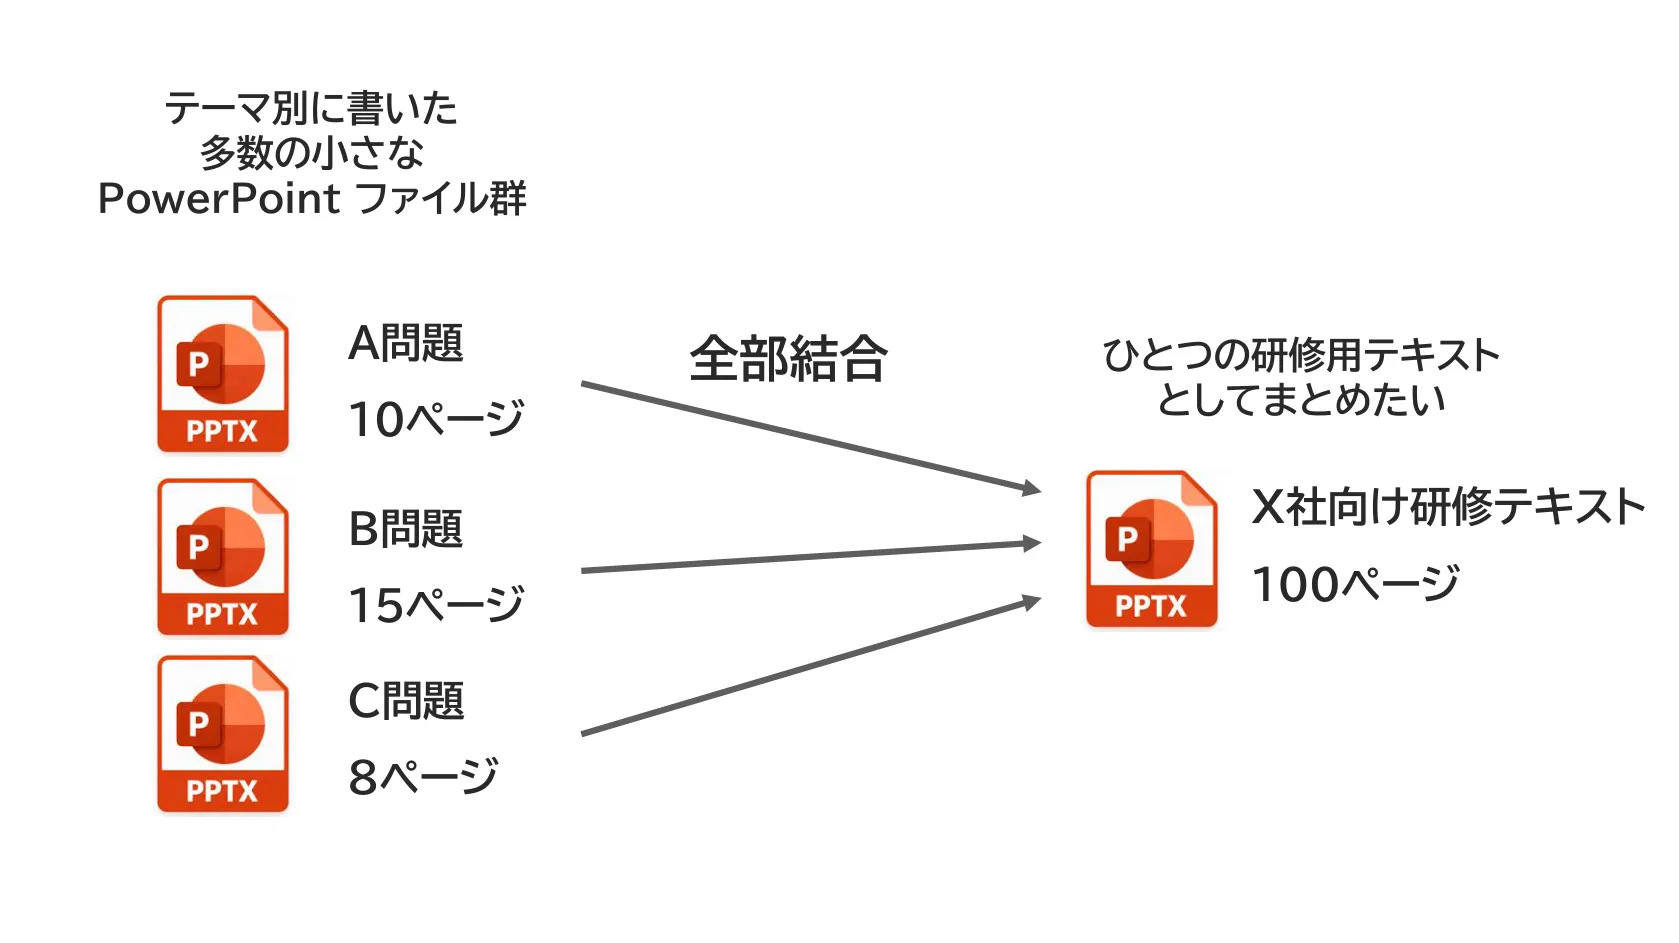 テーマ別に書いた
多数の小さな
PowerPoint ファイル群
P
PPTX
A問題
10ページ
P
PPTX
B問題
15ページ
P
PPTX
C問題
8ページ
全部結合
ひとつの研修用テキスト
としてまとめたい
P
PPTX
X社向け研修テキスト
100ページ